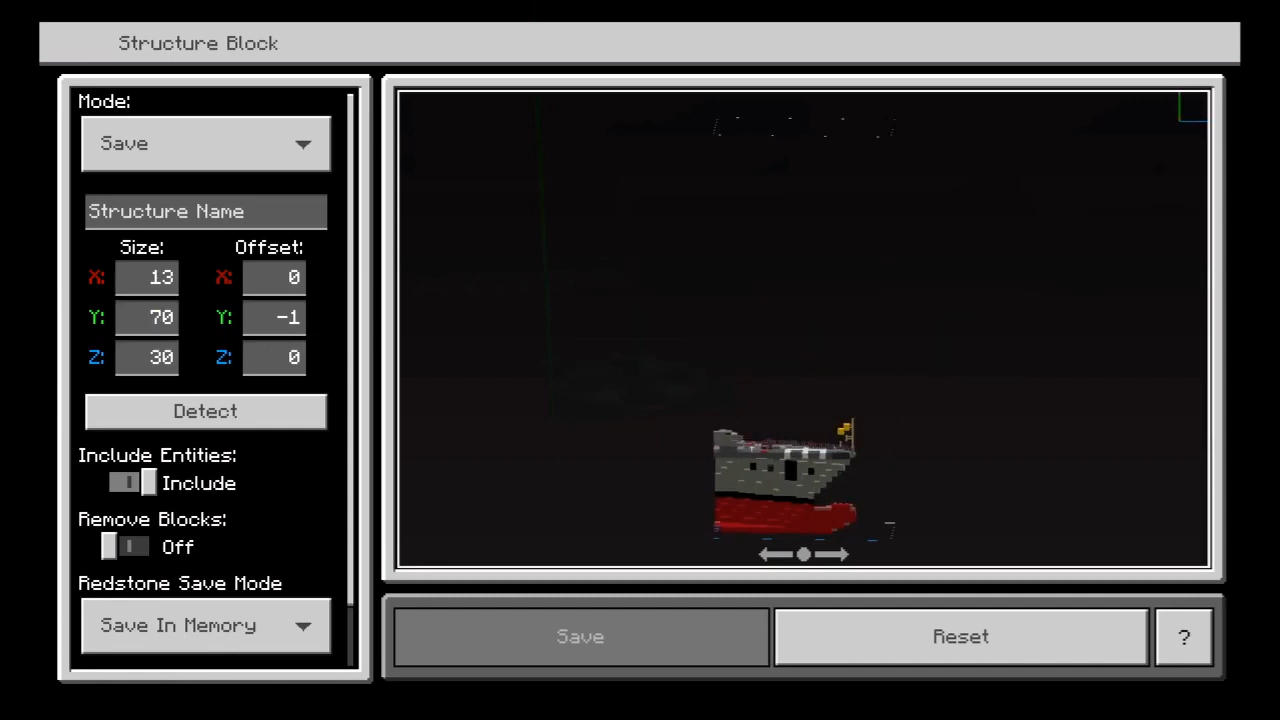 Structure Block
Mode:
Save
Structure Name
Size: Offset:
X: 13 X: 0
Y: 70 Y: -1
Z: 30 Z: 0
Detect
Include Entities:
Include
Remove Blocks:
Off
Redstone Save Mode
Save In Memory
Save Reset ?